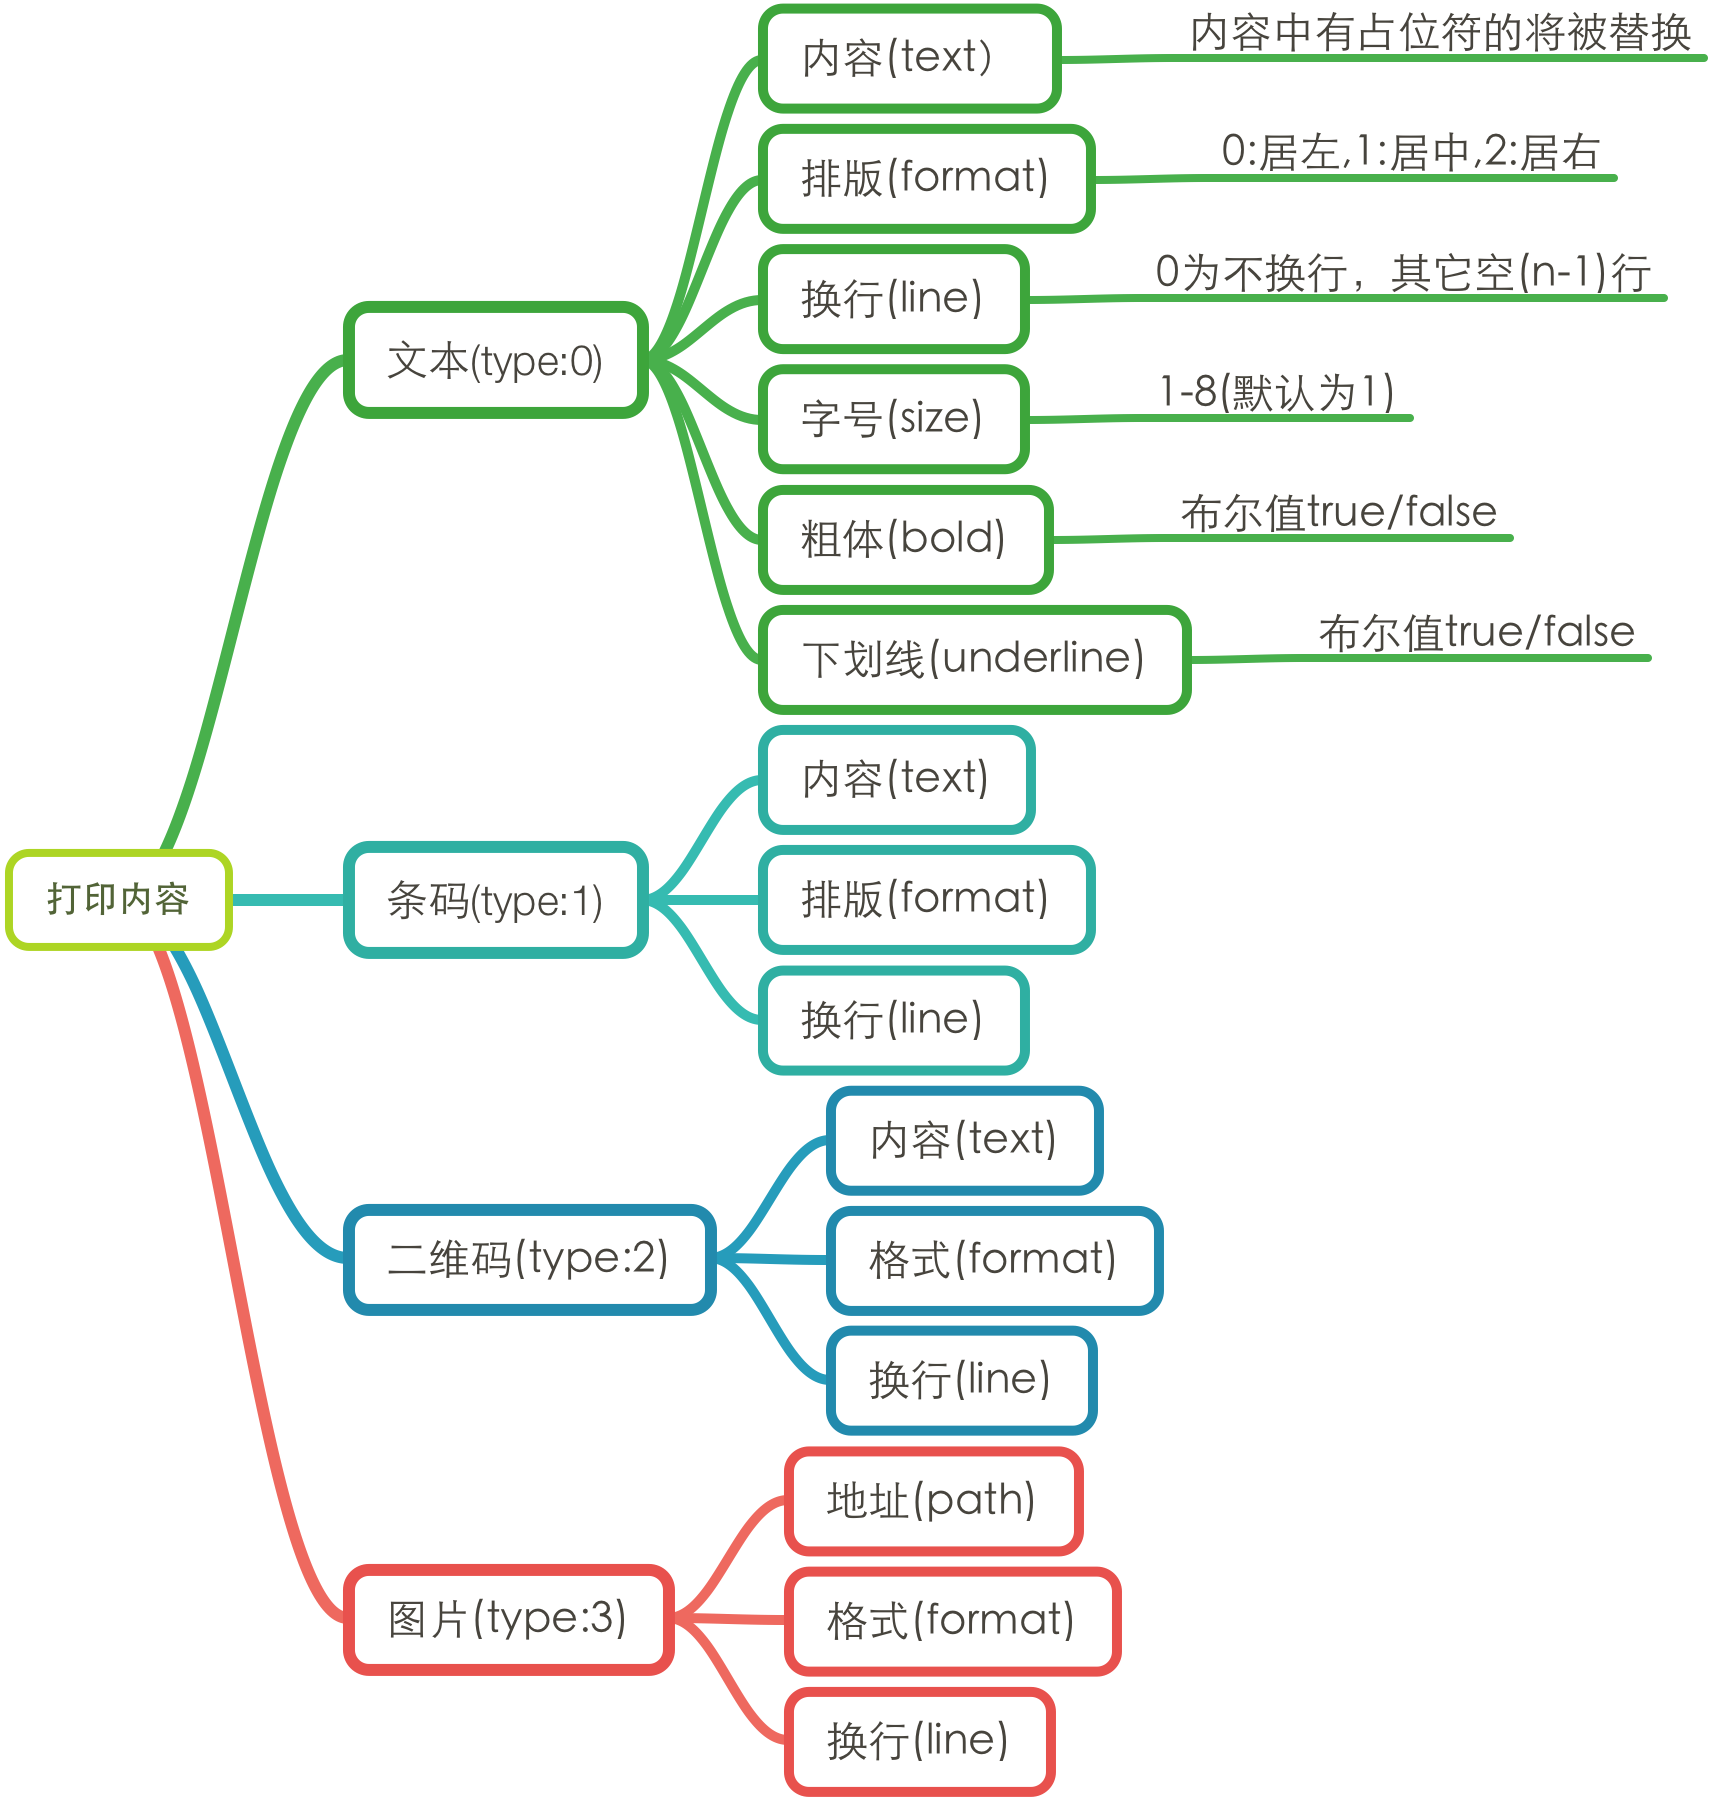 打印内容
文本(type:0)
内容(text）
内容中有占位符的将被替换
排版(format)
0:居左,1:居中,2:居右
换行(line)
0为不换行，其它空(n-1)行
字号(size)
1-8(默认为1)
粗体(bold)
布尔值true/false
下划线(underline)
布尔值true/false
条码(type:1)
内容(text)
排版(format)
换行(line)
二维码(type:2)
内容(text)
格式(format)
换行(line)
图片(type:3)
地址(path)
格式(format)
换行(line)